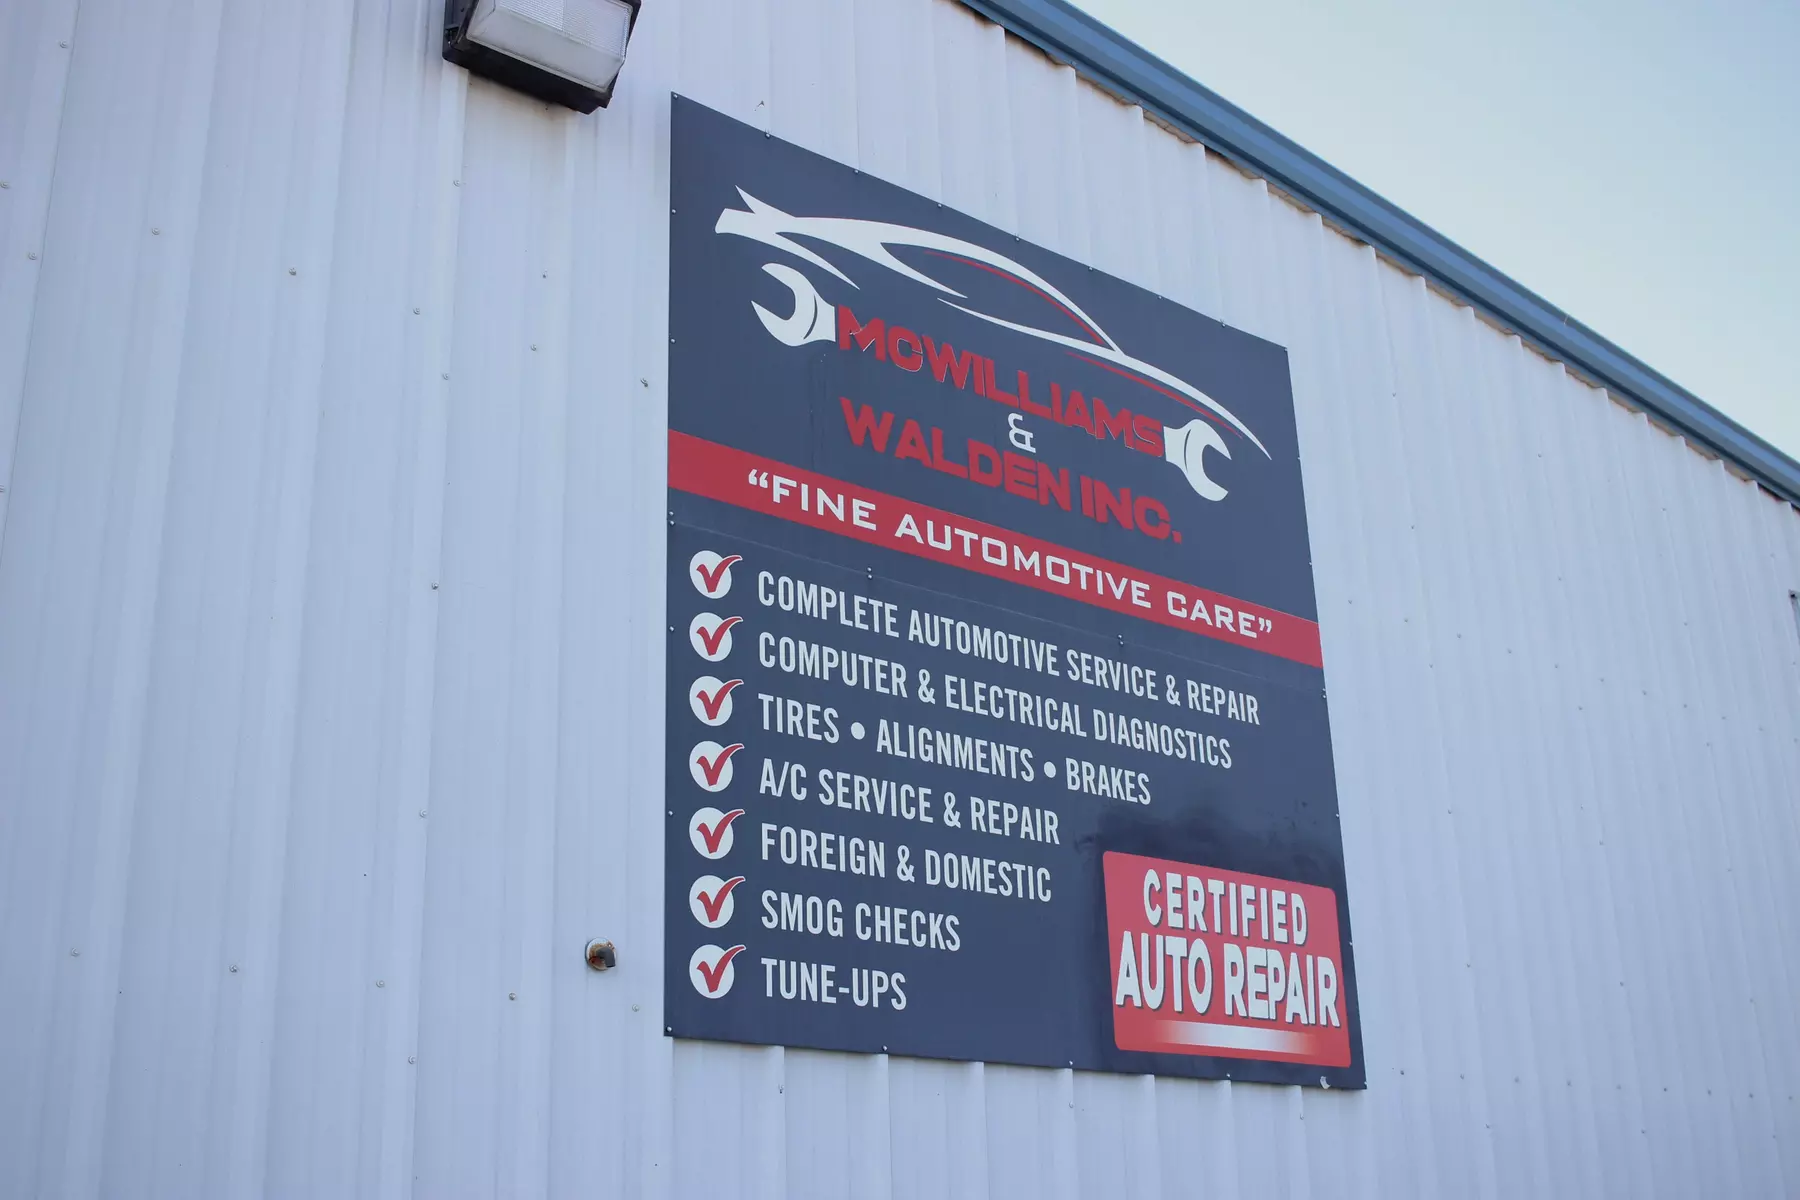 MCWILLIAMS
&
WALDEN INC.
“FINE AUTOMOTIVE CARE”
COMPLETE AUTOMOTIVE SERVICE & REPAIR
COMPUTER & ELECTRICAL DIAGNOSTICS
TIRES • ALIGNMENTS • BRAKES
A/C SERVICE & REPAIR
FOREIGN & DOMESTIC
SMOG CHECKS
TUNE-UPS
CERTIFIED
AUTO REPAIR